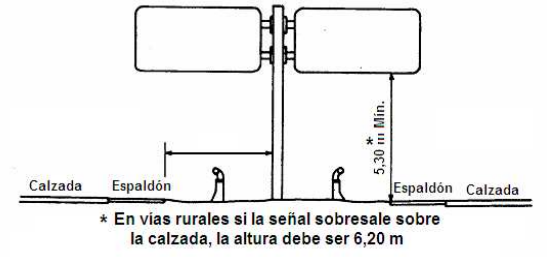 5,30 m Mín.
*
Calzada Espaldón Espaldón Calzada
* En vías rurales si la señal sobresale sobre
la calzada, la altura debe ser 6,20 m